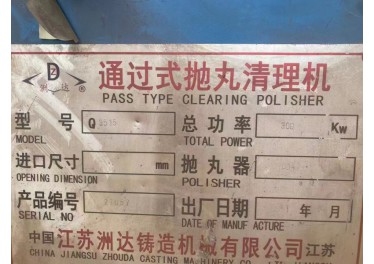 Z
洲 达 ®
通过式抛丸清理机
PASS TYPE CLEARING POLISHER
型 号 Q
MODEL
总功率 Kw
TOTAL POWER
进口尺寸 mm
OPENING DIMENSION
抛丸器
POLISHER
产品编号
SERIAL NO
出厂日期 年 月
DATE OF MANUF ACTURE
中国江苏洲达铸造机械有限公司江苏
CHINA JIANGSU ZHOUDA CASTING MACHINERY CO LTD JIANGSU